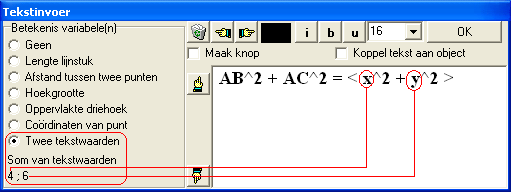 Tekstinvoer
Betekenis variabele(n)
Geen
Lengte lijnstuk
Afstand tussen twee punten
Hoekgrootte
Oppervlakte driehoek
Coördinaten van punt
Twee tekstwaarden
Som van tekstwaarden
4 ; 6
i b u 16 OK
Maak knop Koppel tekst aan object
AB^2 + AC^2 = <x^2 + y^2 >